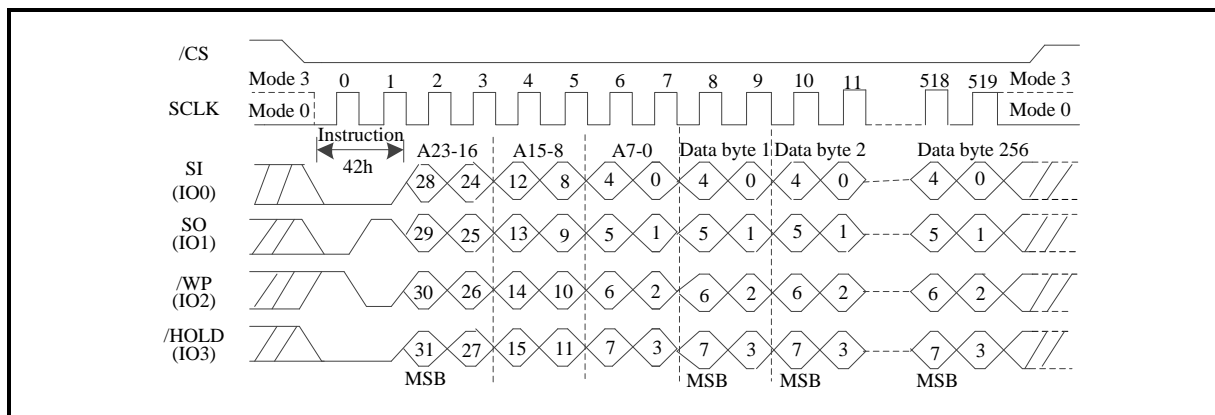 /CS
Mode 3 0 1 2 3 4 5 6 7 8 9 10 11 518 519 Mode 3
SCLK Mode 0 Mode 0
Instruction
42h
A23-16 A15-8 A7-0 Data byte 1 Data byte 2 Data byte 256
SI
(IO0)
28 24 12 8 4 0 4 0 4 0 4 0
SO
(IO1)
29 25 13 9 5 1 5 1 5 1 5 1
/WP
(IO2)
30 26 14 10 6 2 6 2 6 2 6 2
/HOLD
(IO3)
31 27 15 11 7 3 7 3 7 3 7 3
MSB MSB MSB MSB